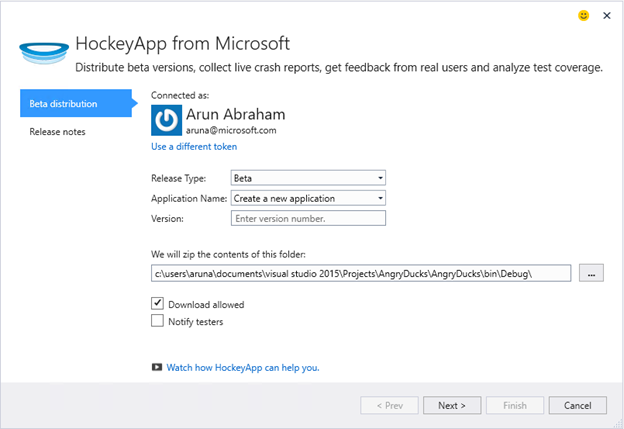 HockeyApp from Microsoft
Distribute beta versions, collect live crash reports, get feedback from real users and analyze test coverage.
Beta distribution
Release notes
Connected as:
Arun Abraham
aruna@microsoft.com
Use a different token
Release Type: Beta
Application Name: Create a new application
Version: Enter version number.
We will zip the contents of this folder:
c:\users\aruna\documents\visual studio 2015\Projects\AngryDucks\AngryDucks\bin\Debug\ ...
Download allowed
Notify testers
Watch how HockeyApp can help you.
< Prev Next > Finish Cancel